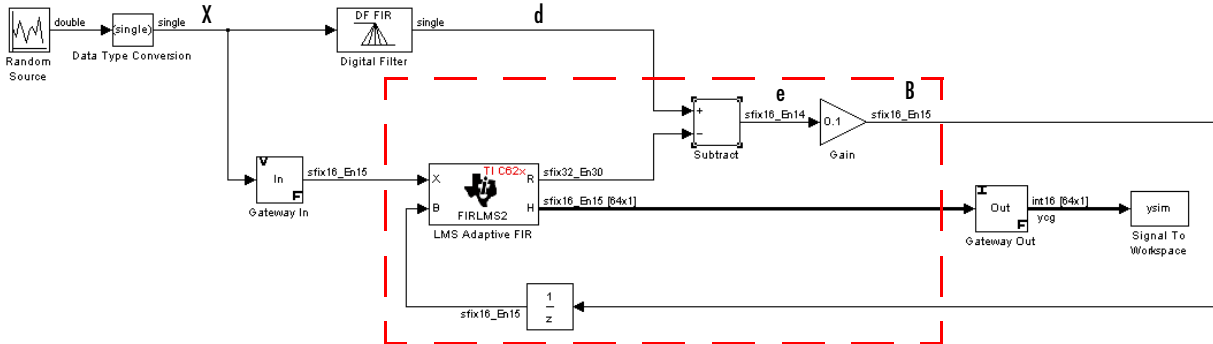 double
(single)
single
X
Random
Source
Data Type Conversion
DF FIR
single
Digital Filter
d
+
−
Subtract
e
sfix16_En14
0.1
Gain
B
sfix16_En15
V
In
F
Gateway In
sfix16_En15
TI C62x
X
R
B
FIRLMS2
H
LMS Adaptive FIR
sfix32_En30
sfix16_En15 [64x1]
I
Out
F
Gateway Out
int16 [64x1]
ycg
ysim
Signal To
Workspace
sfix16_En15
1
z